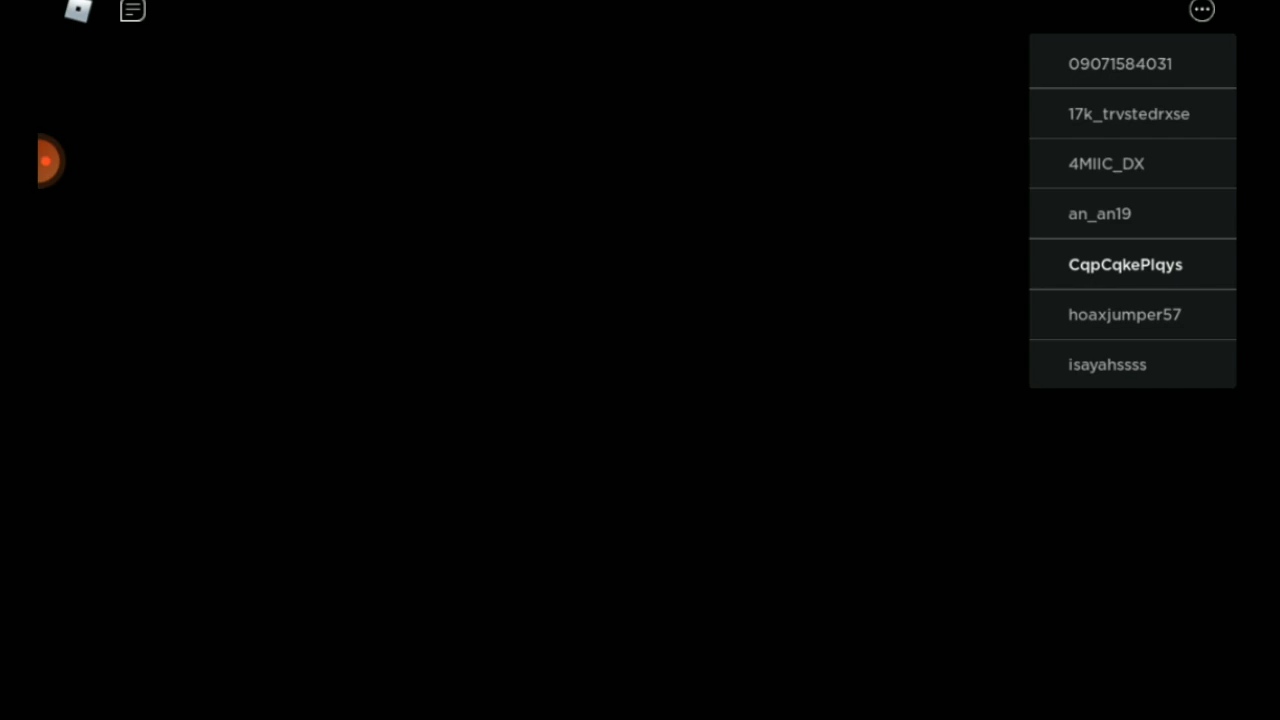 09071584031
17k_trvstedrxse
4MIIC_DX
an_an19
CqpCqkePlqys
hoaxjumper57
isayahssss